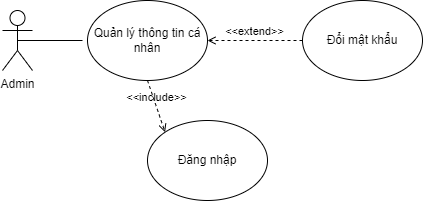 Quản lý thông tin cá
nhân
<<extend>>
Đổi mật khẩu
Admin
<<include>>
Đăng nhập